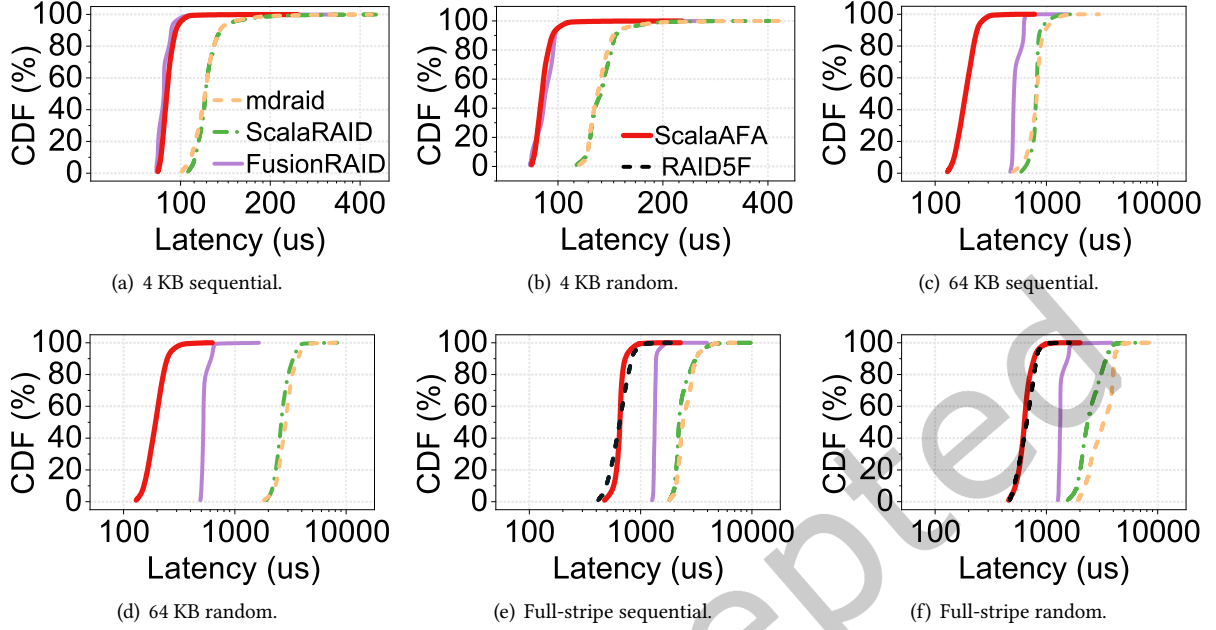 100
80
60
40
20
0
CDF (%)
mdraid
ScalaRAID
FusionRAID
100 200 400
Latency (us)
(a) 4 KB sequential.
100
80
60
40
20
0
CDF (%)
ScalaAFA
RAID5F
100 200 400
Latency (us)
(b) 4 KB random.
100
80
60
40
20
0
CDF (%)
100 1000 10000
Latency (us)
(c) 64 KB sequential.
100
80
60
40
20
0
CDF (%)
100 1000 10000
Latency (us)
(d) 64 KB random.
100
80
60
40
20
0
CDF (%)
100 1000 10000
Latency (us)
(e) Full-stripe sequential.
100
80
60
40
20
0
CDF (%)
100 1000 10000
Latency (us)
(f) Full-stripe random.
epted